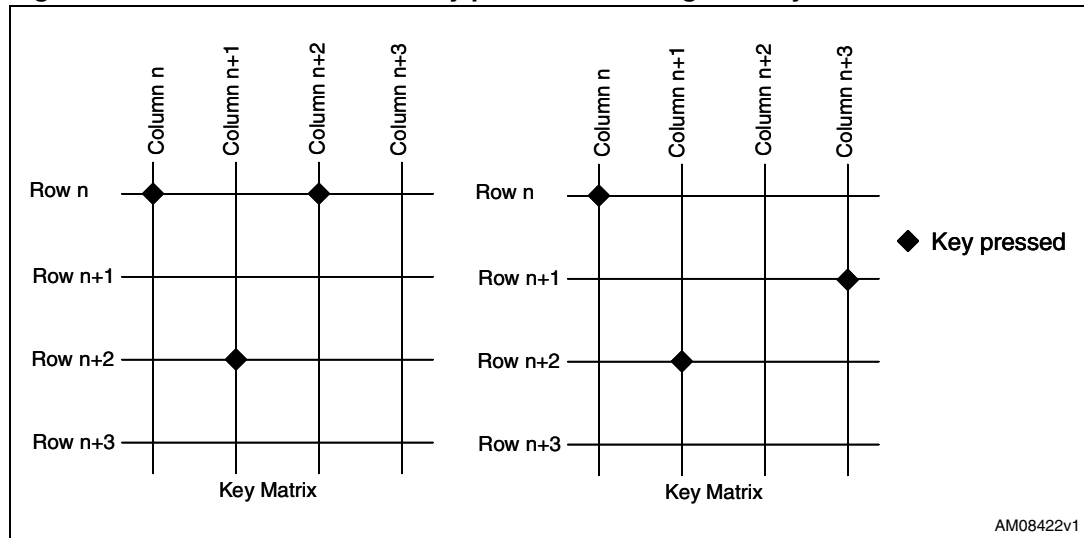 Column n
Column n+1
Column n+2
Column n+3
Row n
Row n+1
Row n+2
Row n+3
Key Matrix
Column n
Column n+1
Column n+2
Column n+3
Row n
Row n+1
Row n+2
Row n+3
Key Matrix
Key pressed
AM08422v1